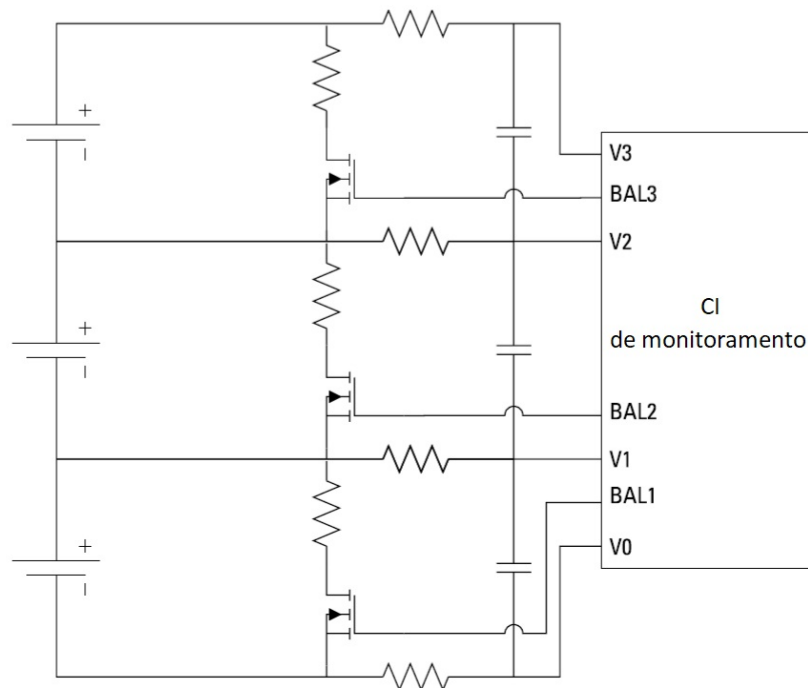 +
V3
BAL3
V2
+
CI
de monitoramento
BAL2
V1
BAL1
+
V0